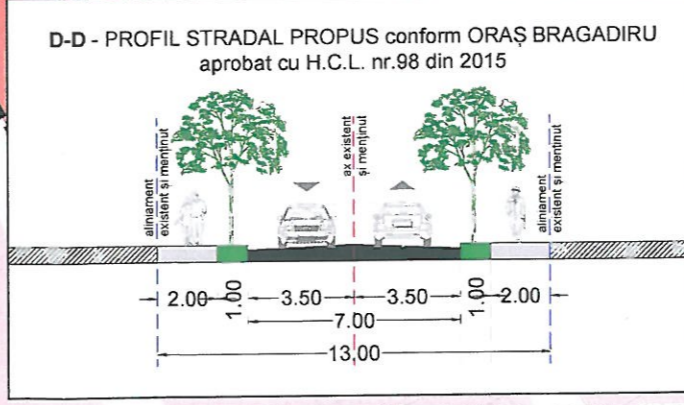 D-D - PROFIL STRADAL PROPUS conform ORAȘ BRAGADIRU
aprobat cu H.C.L. nr.98 din 2015
aliniament
existent și menținut
ax existent
și menținut
aliniament
existent și menținut
2.00 1.00 3.50 3.50 1.00 2.00
7.00
13,00